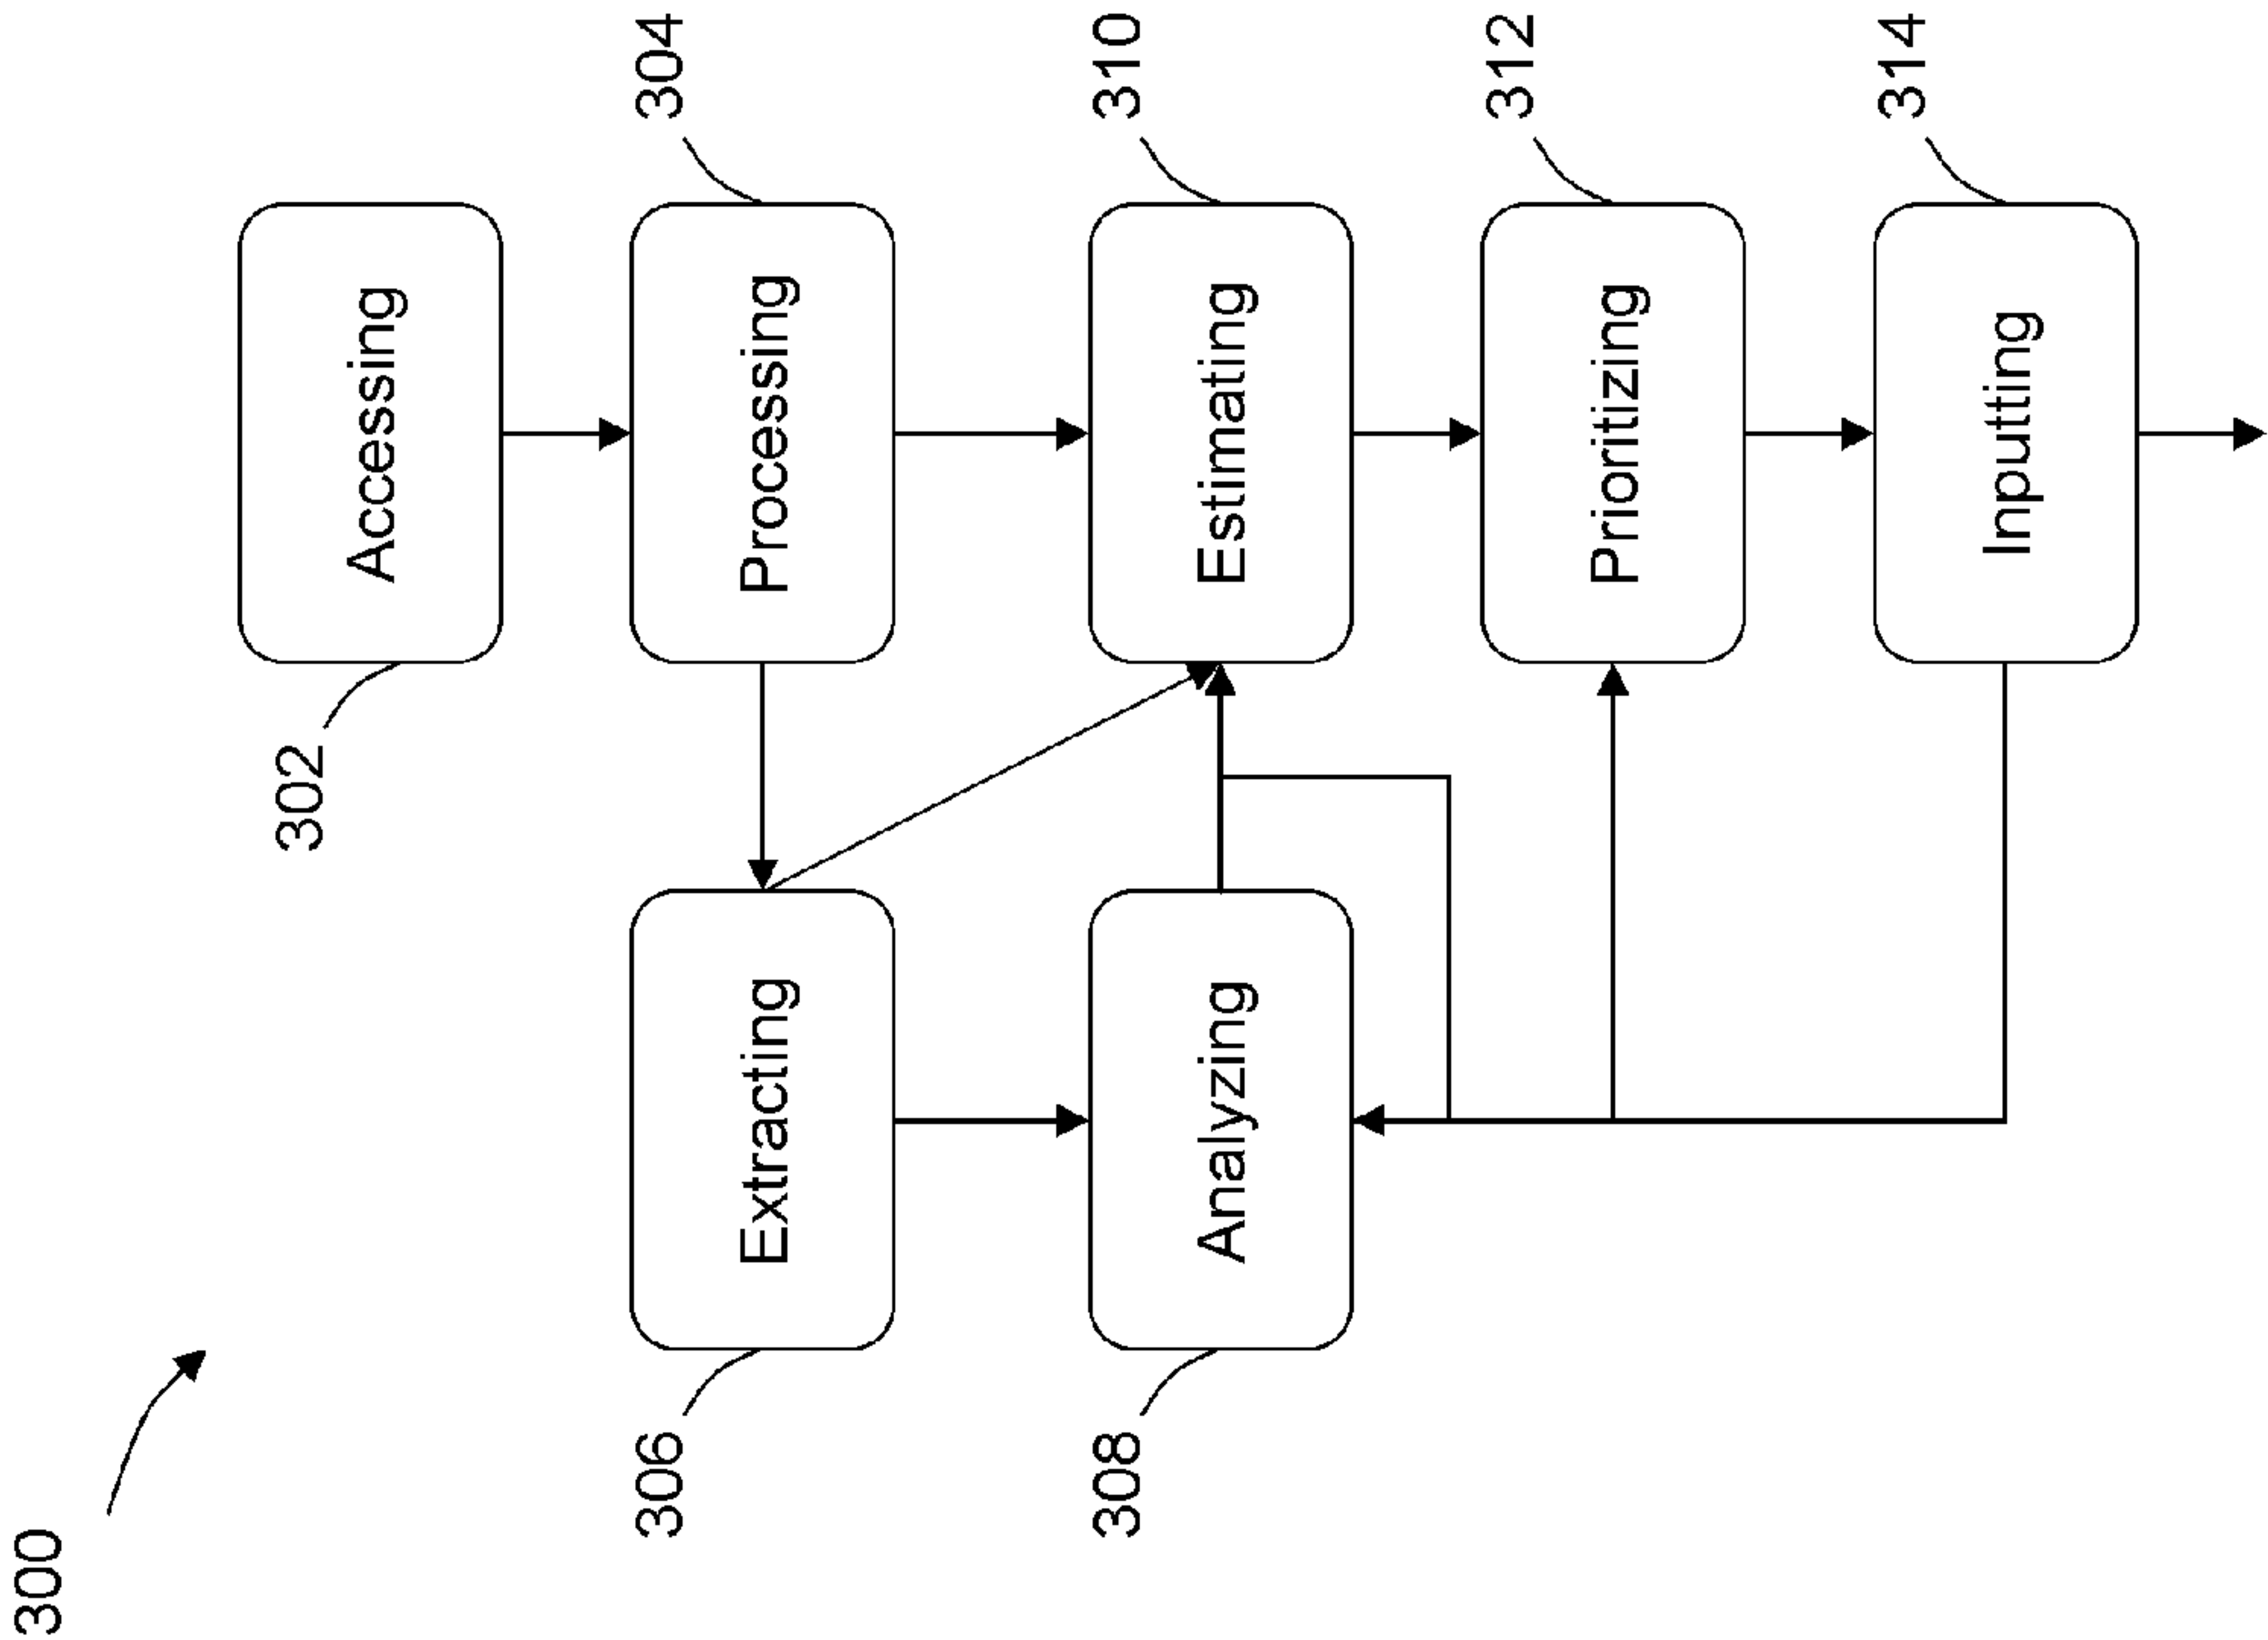 300
302
Accessing
306
Extracting
Processing
304
308
Analyzing
Estimating
310
Prioritizing
312
Inputting
314